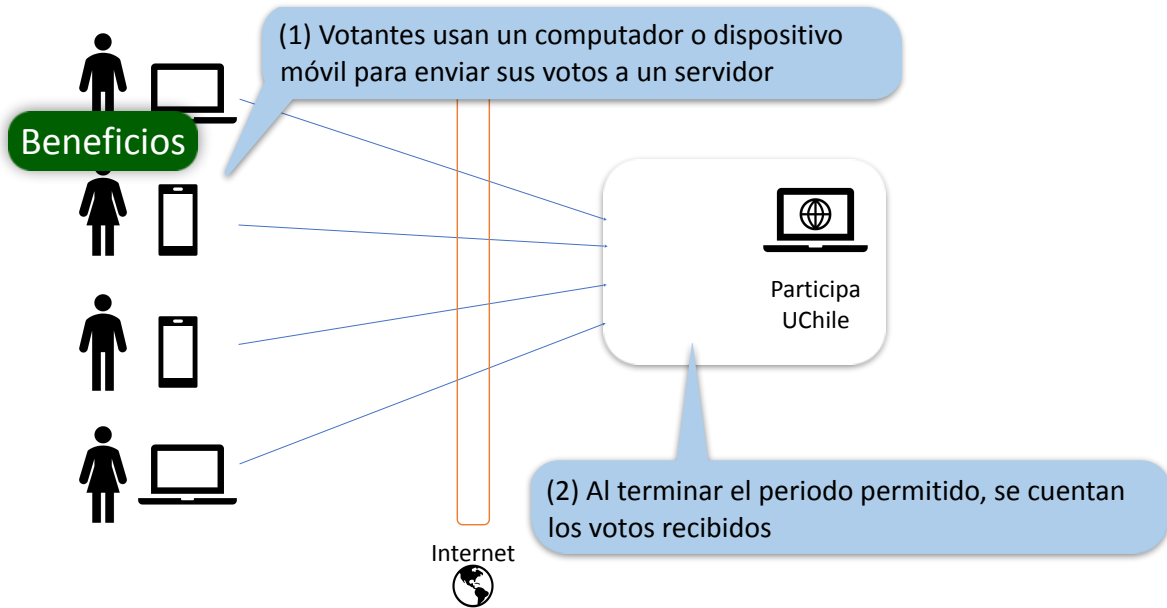 (1) Votantes usan un computador o dispositivo
móvil para enviar sus votos a un servidor
Beneficios
Participa
UChile
(2) Al terminar el periodo permitido, se cuentan
los votos recibidos
Internet